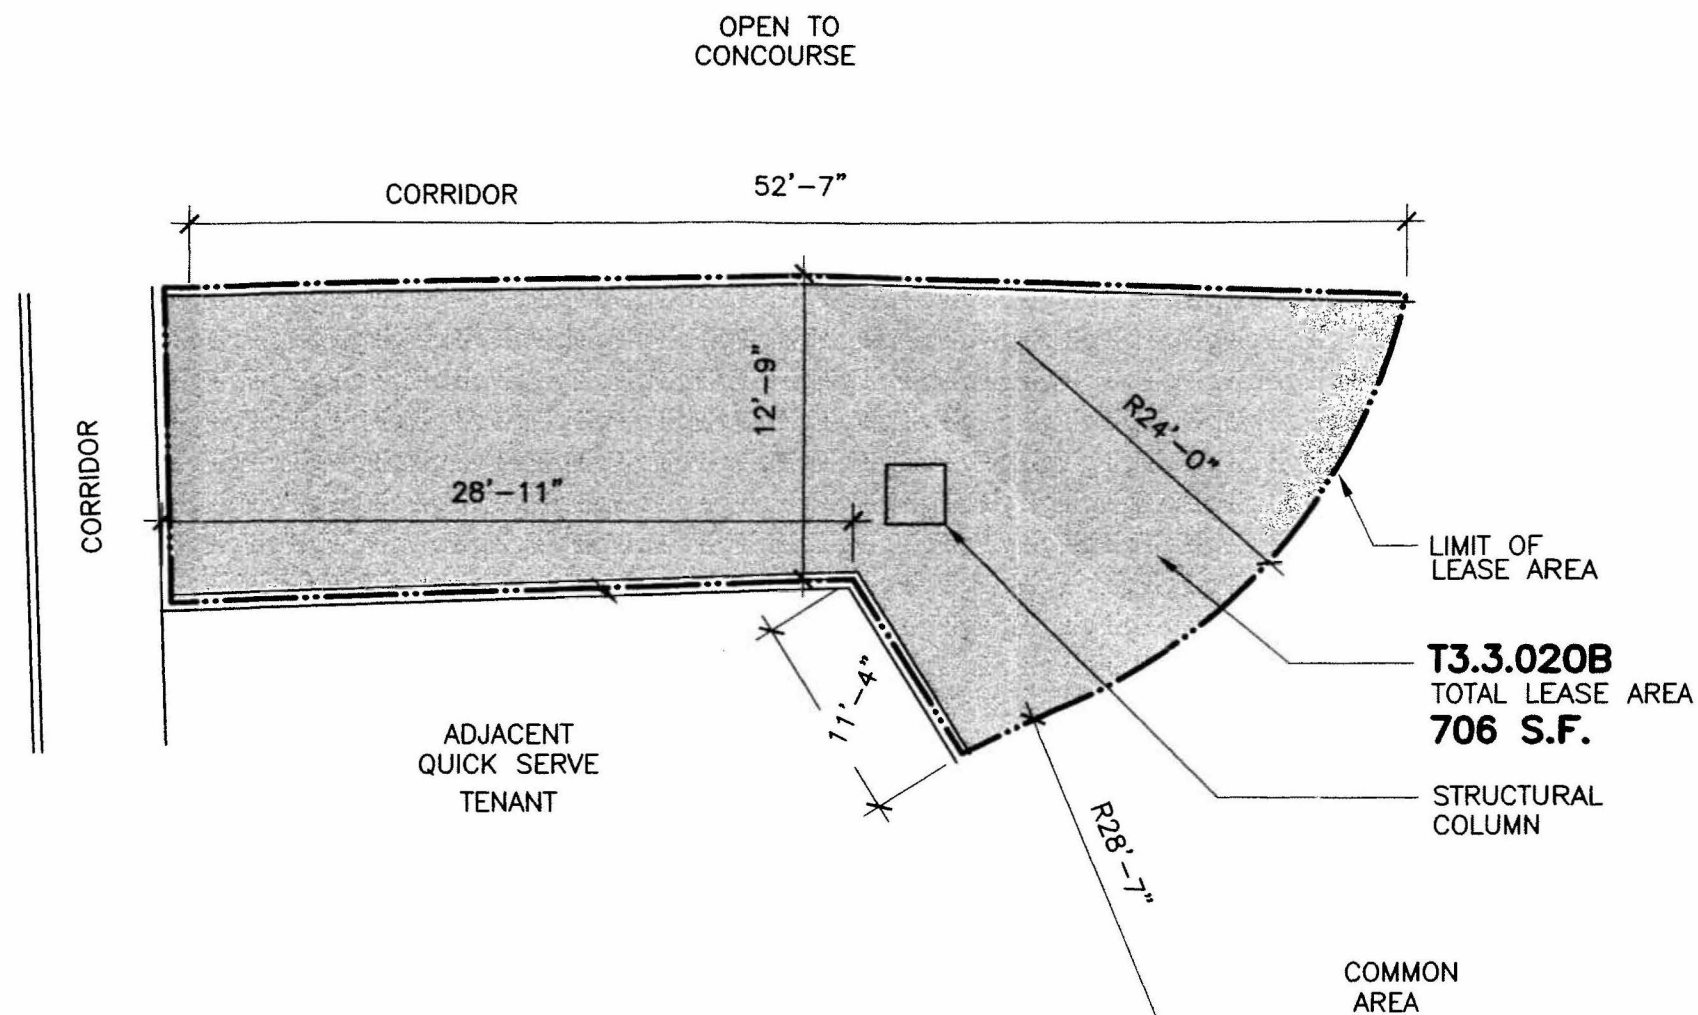 OPEN TO
CONCOURSE
CORRIDOR
52'-7"
12'-9"
R24'-0"
CORRIDOR
28'-11"
LIMIT OF
LEASE AREA
T3.3.020B
TOTAL LEASE AREA
706 S.F.
11'-4"
ADJACENT
QUICK SERVE
TENANT
STRUCTURAL
COLUMN
R28'-7"
COMMON
AREA